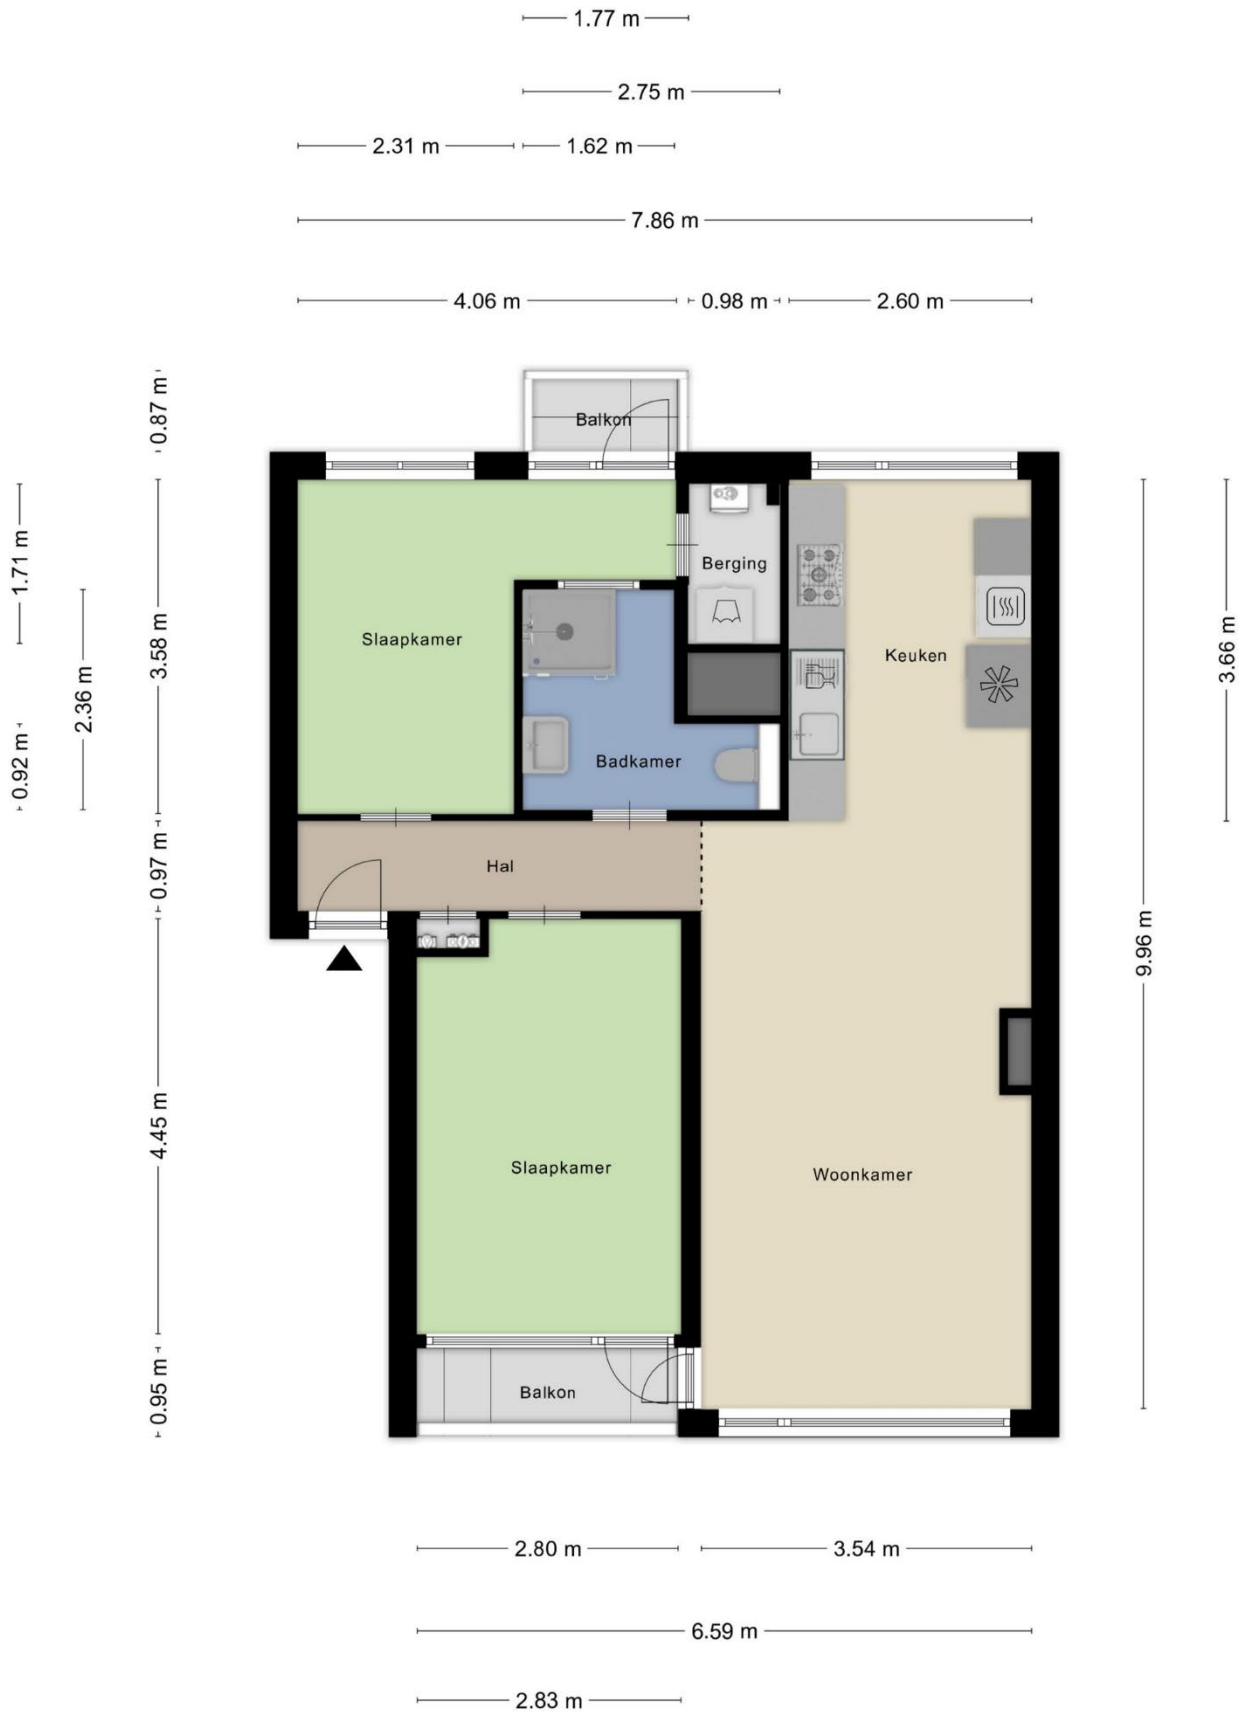 1.77 m
2.75 m
2.31 m
1.62 m
7.86 m
4.06 m
0.98 m
2.60 m
0.87 m
Balkon
1.71 m
3.58 m
2.36 m
0.92 m
0.97 m
4.45 m
0.95 m
3.66 m
9.96 m
Berging
Slaapkamer
Keuken
Badkamer
Hal
Slaapkamer
Woonkamer
Balkon
2.80 m
3.54 m
6.59 m
2.83 m